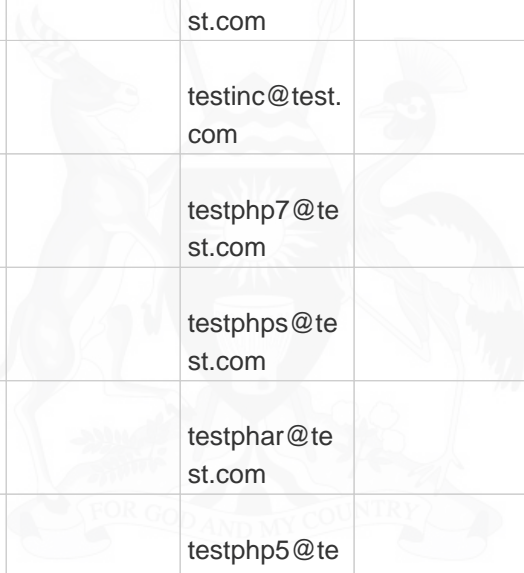 st.com
testinc@test.
com
testphp7@te
st.com
testphps@te
st.com
testphar@te
st.com
FOR GOD AND MY COUNTRY
testphp5@te